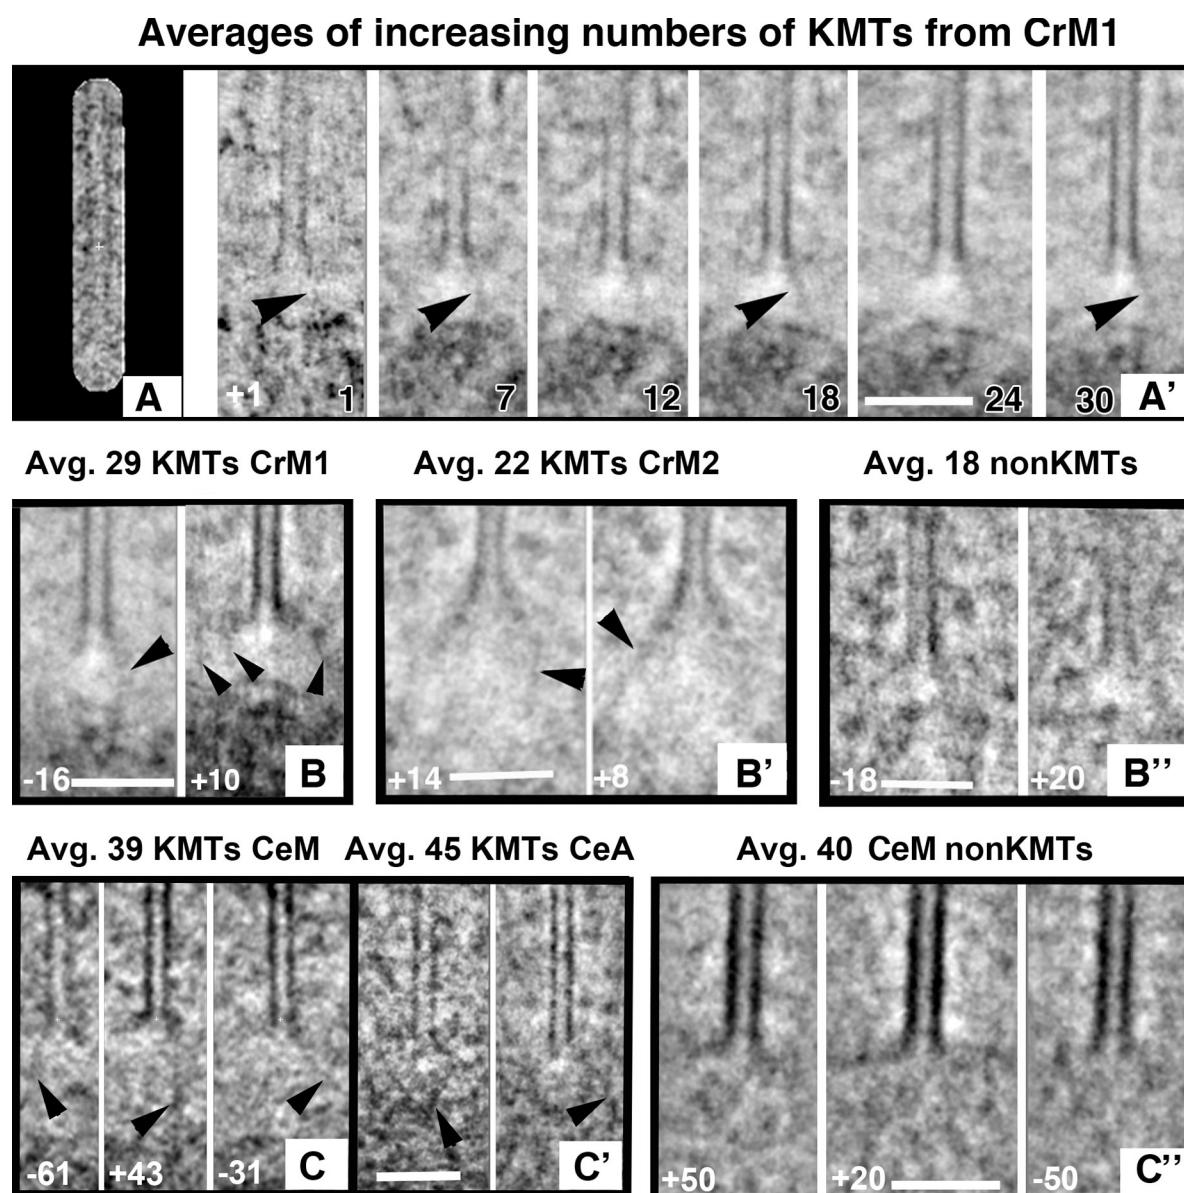 Averages of increasing numbers of KMTs from CrM1
A
+1 1
7
12
18
24
30
A’
Avg. 29 KMTs CrM1
Avg. 22 KMTs CrM2
Avg. 18 nonKMTs
-16
+10
B
+14
+8
B’
-18
+20
B’’
Avg. 39 KMTs CeM
Avg. 45 KMTs CeA
Avg. 40 CeM nonKMTs
-61
+43
-31
C
C’
+50
+20
-50
C’’